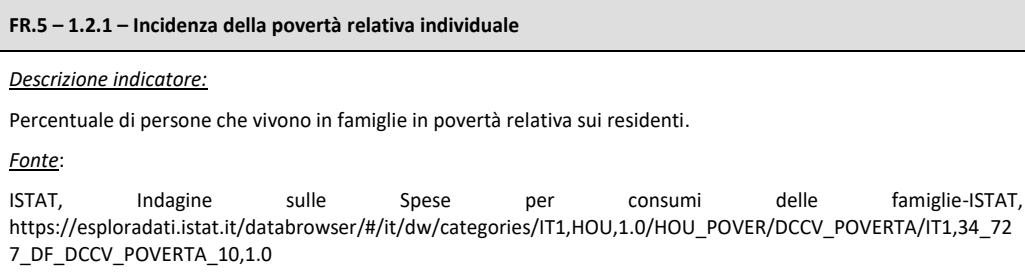 FR.5 – 1.2.1 – Incidenza della povertà relativa individuale
Descrizione indicatore:
Percentuale di persone che vivono in famiglie in povertà relativa sui residenti.
Fonte:
ISTAT, Indagine sulle Spese per consumi delle famiglie-ISTAT,
https://esploradati.istat.it/databrowser/#/it/dw/categories/IT1,HOU,1.0/HOU_POVER/DCCV_POVERTA/IT1,34_72
7_DF_DCCV_POVERTA_10,1.0